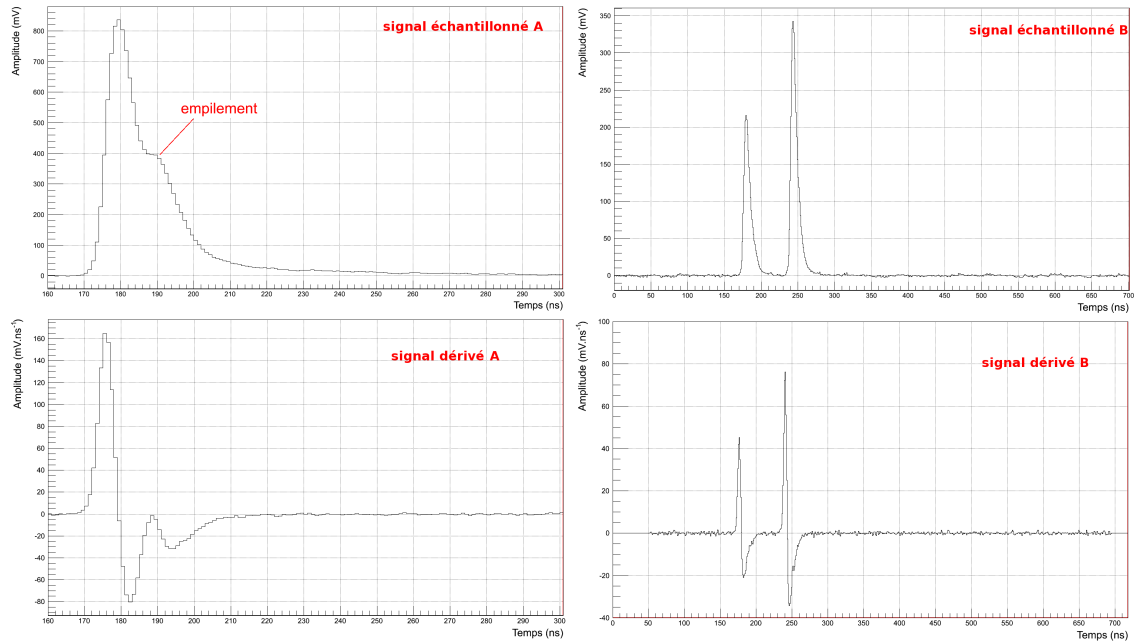 signal échantillonné A
Amplitude (mV)
800
700
600
500
400
300
200
100
0
empilement
160 170 180 190 200 210 220 230 240 250 260 270 280 290 300
Temps (ns)
signal échantillonné B
Amplitude (mV)
350
300
250
200
150
100
50
0
0 50 100 150 200 250 300 350 400 450 500 550 600 650 700
Temps (ns)
signal dérivé A
Amplitude (mV.ns⁻¹)
160
140
120
100
80
60
40
20
0
-20
-40
-60
-80
160 170 180 190 200 210 220 230 240 250 260 270 280 290 300
Temps (ns)
signal dérivé B
Amplitude (mV.ns⁻¹)
100
80
60
40
20
0
-20
-40
0 50 100 150 200 250 300 350 400 450 500 550 600 650 700
Temps (ns)